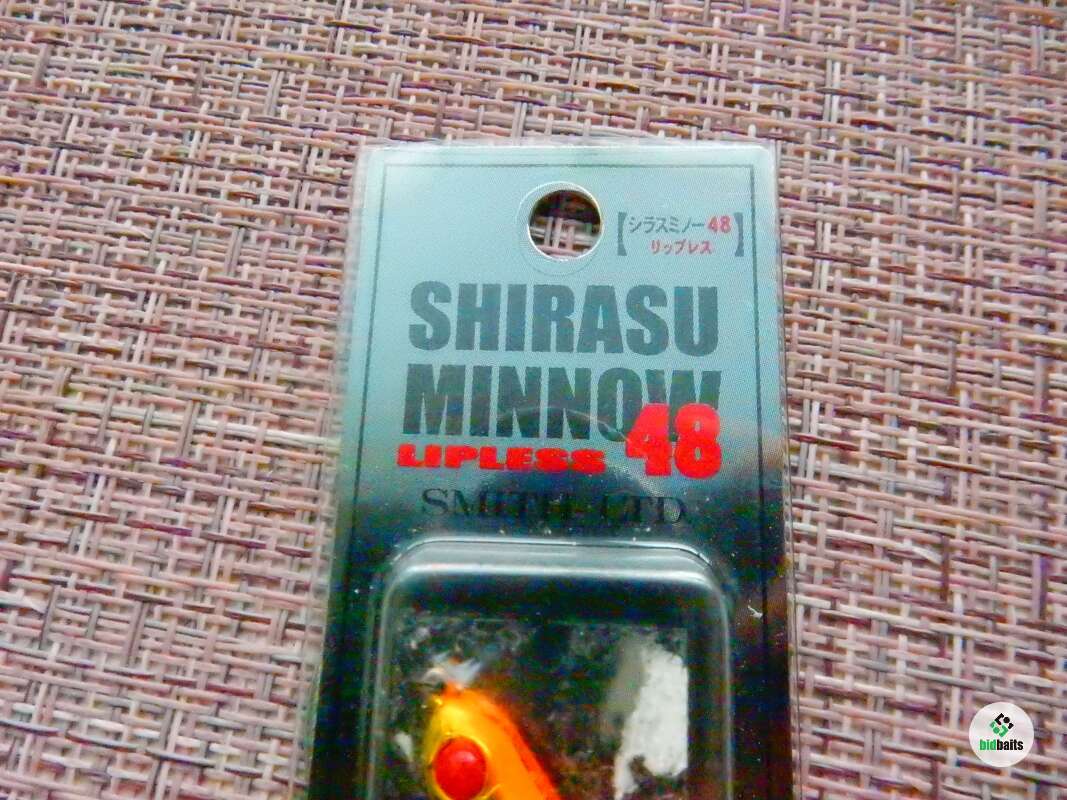 【シラスミノー48
リップレス】
SHIRASU
MINNOW
LIPLESS 48
SMITH LTD
bidbaits